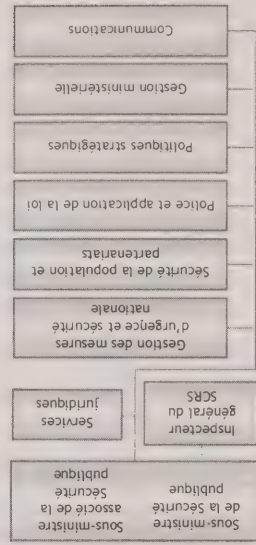 Sous-ministre
de la Sécurité
publique
Sous-ministre
associé de la
Sécurité
publique
Inspecteur
général du
SCRS
Services
juridiques
Gestion des mesures
d'urgence et sécurité
nationale
Sécurité de la population et
partenariats
Police et application de la loi
Politiques stratégiques
Gestion ministérielle
Communications